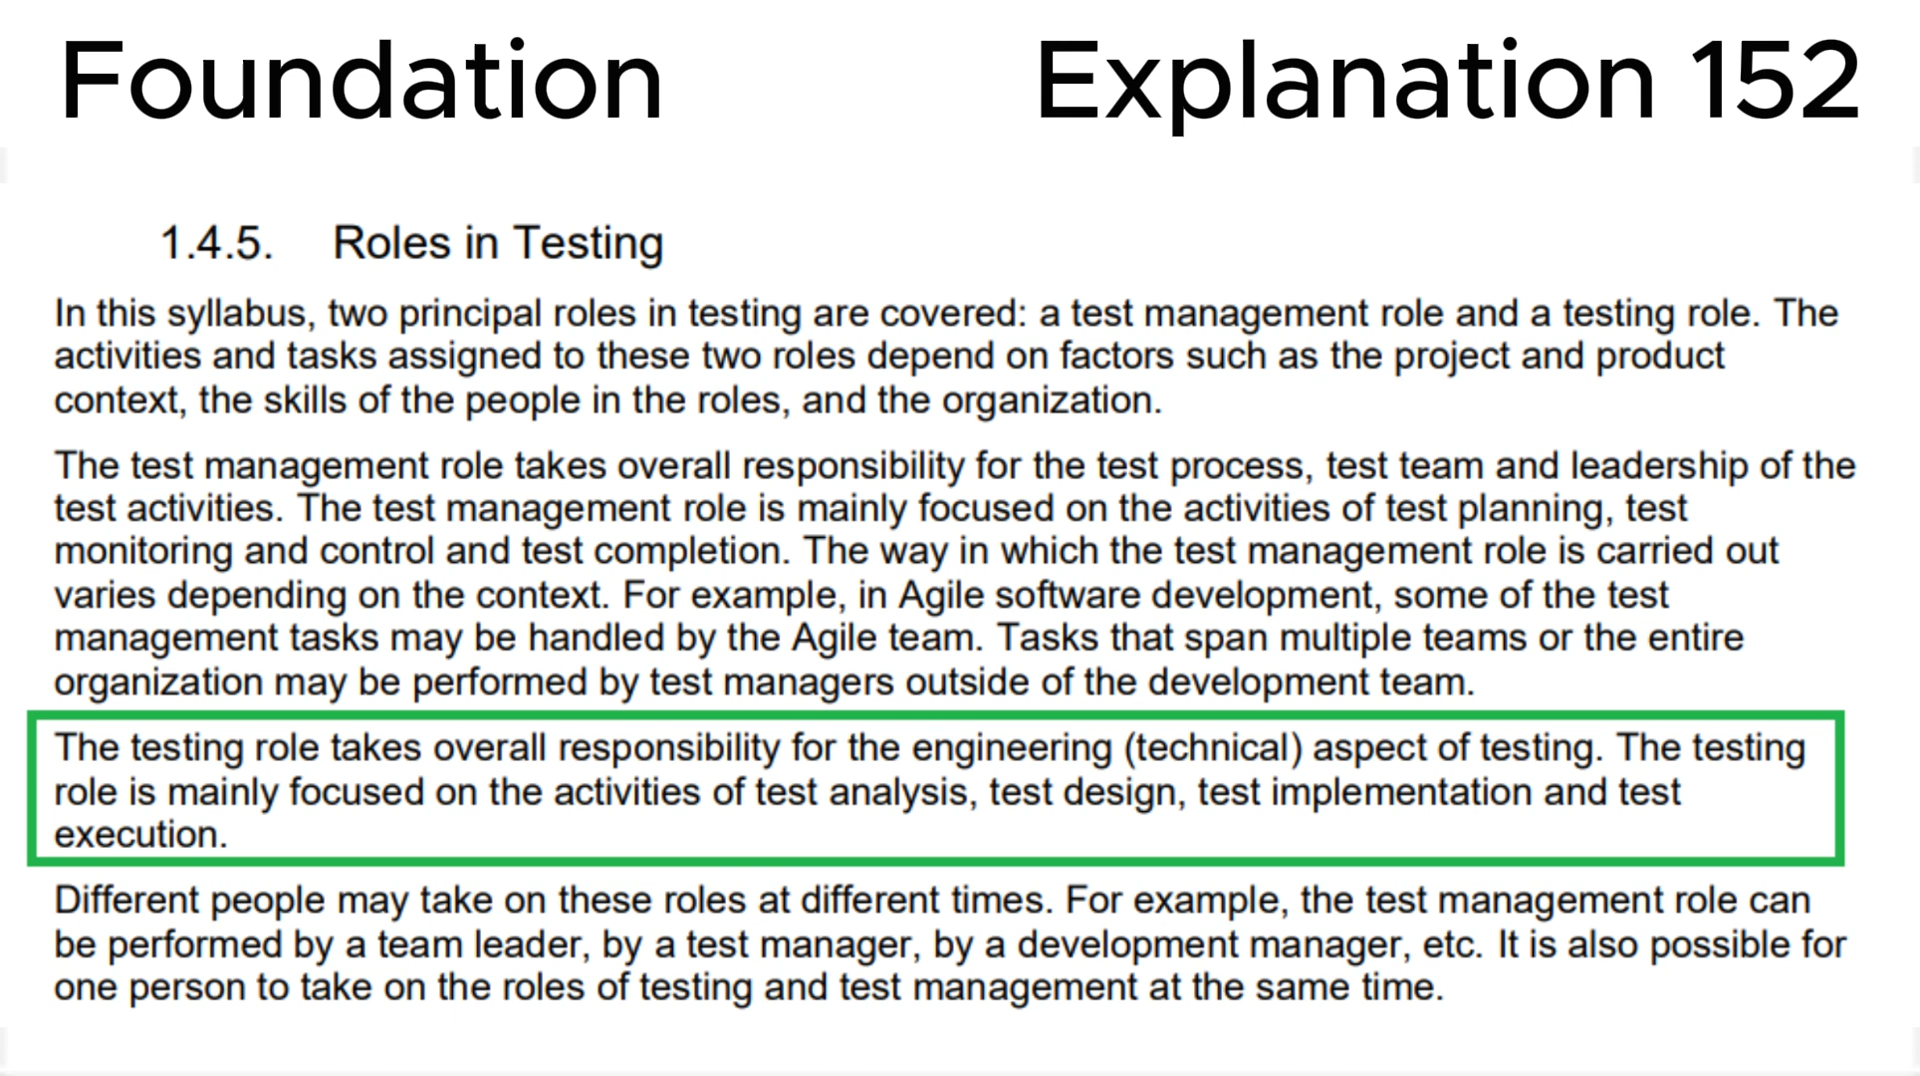 Foundation Explanation 152
1.4.5. Roles in Testing
In this syllabus, two principal roles in testing are covered: a test management role and a testing role. The
activities and tasks assigned to these two roles depend on factors such as the project and product
context, the skills of the people in the roles, and the organization.
The test management role takes overall responsibility for the test process, test team and leadership of the
test activities. The test management role is mainly focused on the activities of test planning, test
monitoring and control and test completion. The way in which the test management role is carried out
varies depending on the context. For example, in Agile software development, some of the test
management tasks may be handled by the Agile team. Tasks that span multiple teams or the entire
organization may be performed by test managers outside of the development team.
The testing role takes overall responsibility for the engineering (technical) aspect of testing. The testing
role is mainly focused on the activities of test analysis, test design, test implementation and test
execution.
Different people may take on these roles at different times. For example, the test management role can
be performed by a team leader, by a test manager, by a development manager, etc. It is also possible for
one person to take on the roles of testing and test management at the same time.